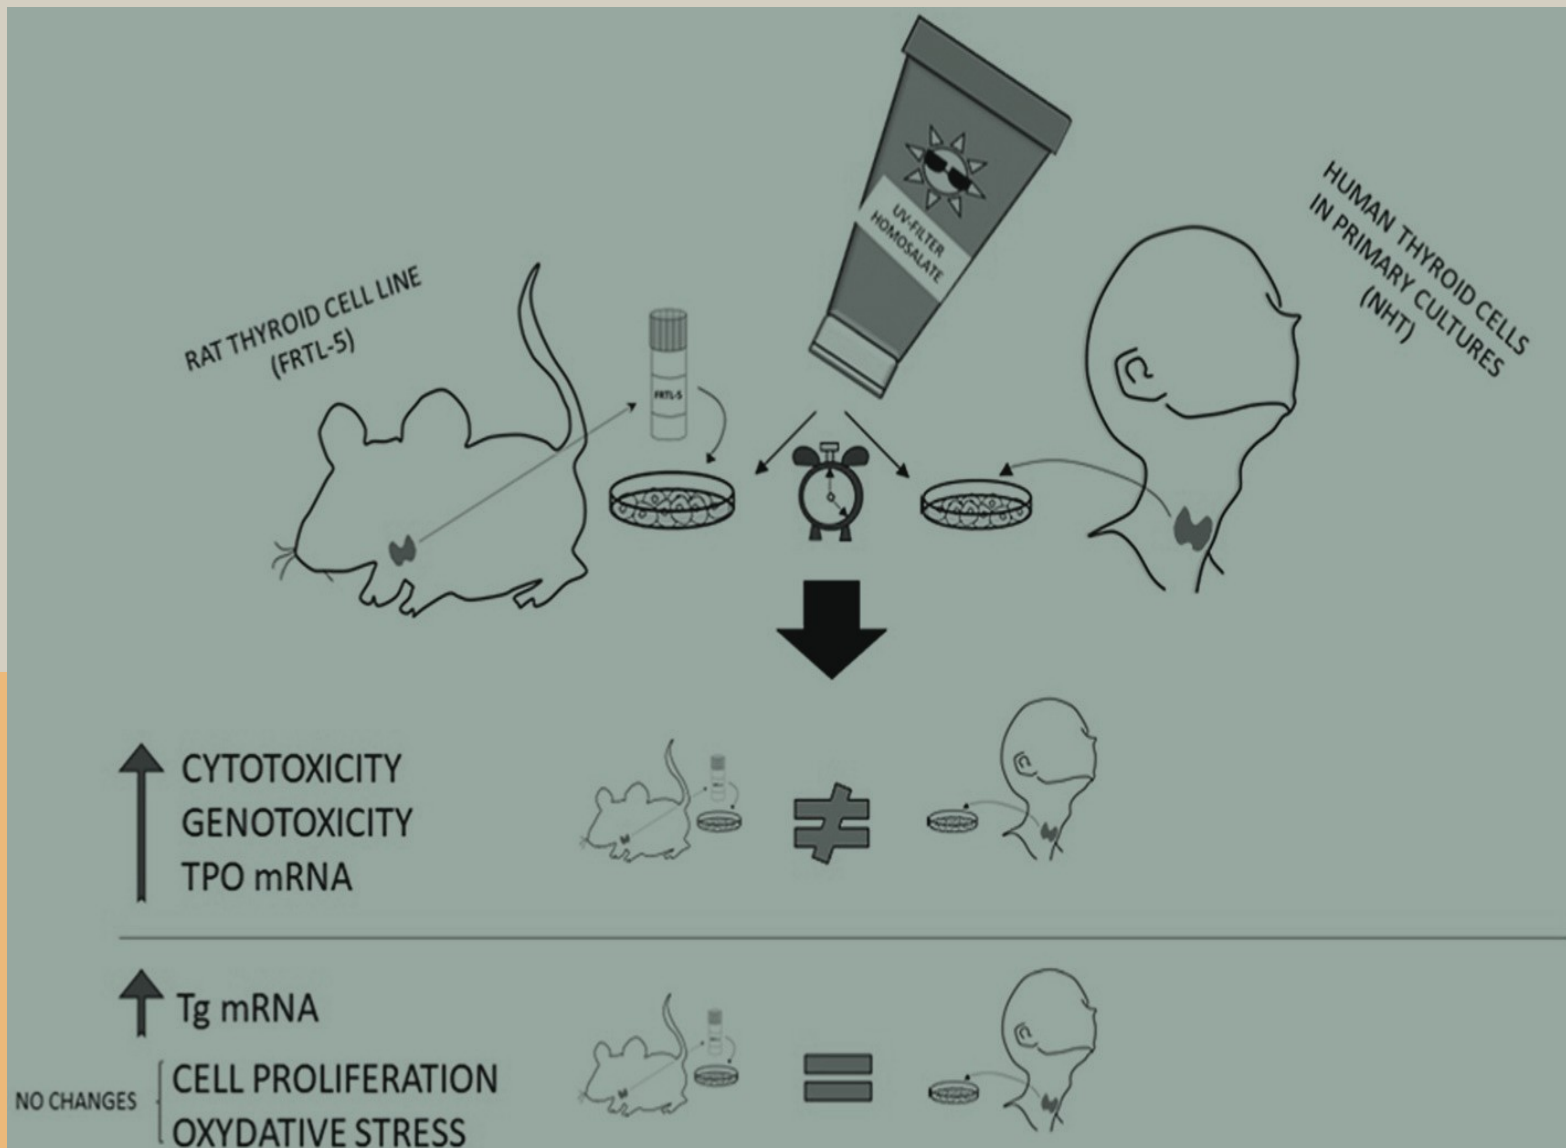 UV-FILTER
HOMOSALATE
RAT THYROID CELL LINE
(FRTL-5)
FRTL-5
HUMAN THYROID CELLS
IN PRIMARY CULTURES
(NHT)
CYTOTOXICITY
GENOTOXICITY
TPO mRNA
Tg mRNA
NO CHANGES
CELL PROLIFERATION
OXYDATIVE STRESS